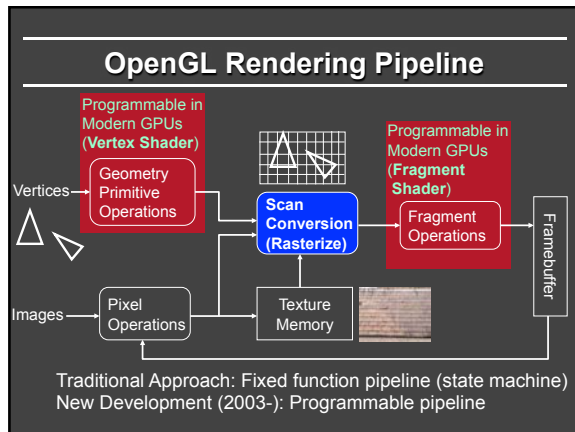 OpenGL Rendering Pipeline
Programmable in
Modern GPUs
(Vertex Shader)
Programmable in
Modern GPUs
(Fragment
Shader)
Vertices
Geometry
Primitive
Operations
Scan
Conversion
(Rasterize)
Fragment
Operations
Framebuffer
Images
Pixel
Operations
Texture
Memory
Traditional Approach: Fixed function pipeline (state machine)
New Development (2003-): Programmable pipeline